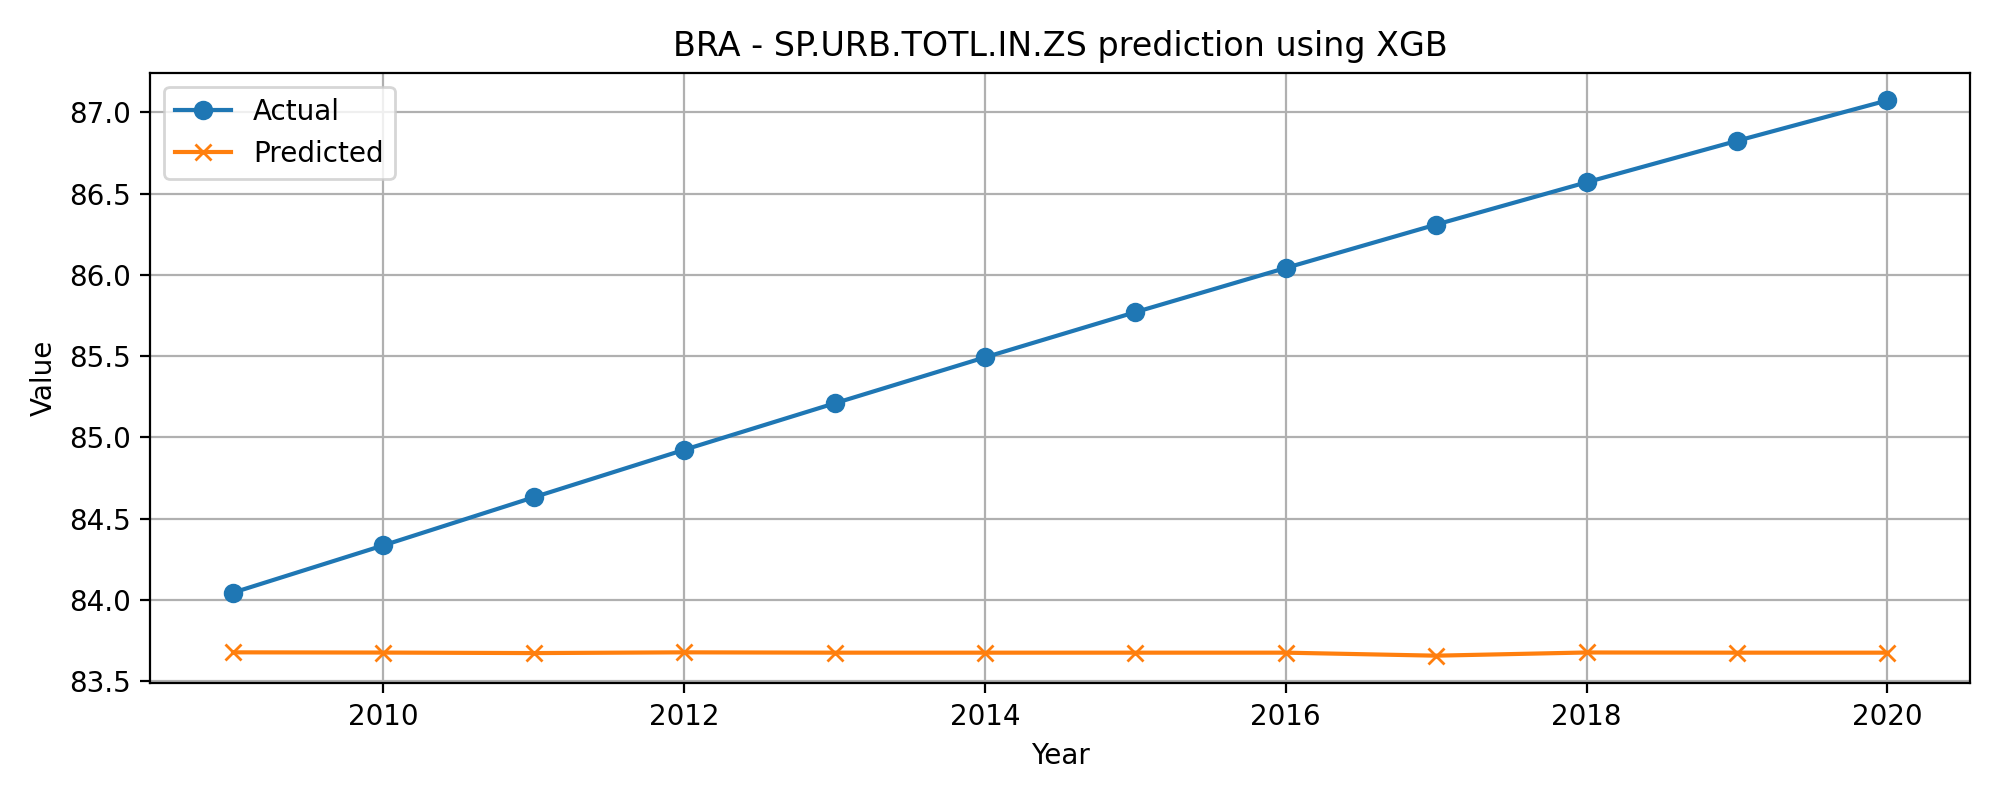 BRA - SP.URB.TOTL.IN.ZS prediction using XGB
Actual
Predicted
Value
87.0
86.5
86.0
85.5
85.0
84.5
84.0
83.5
2010 2012 2014 2016 2018 2020
Year